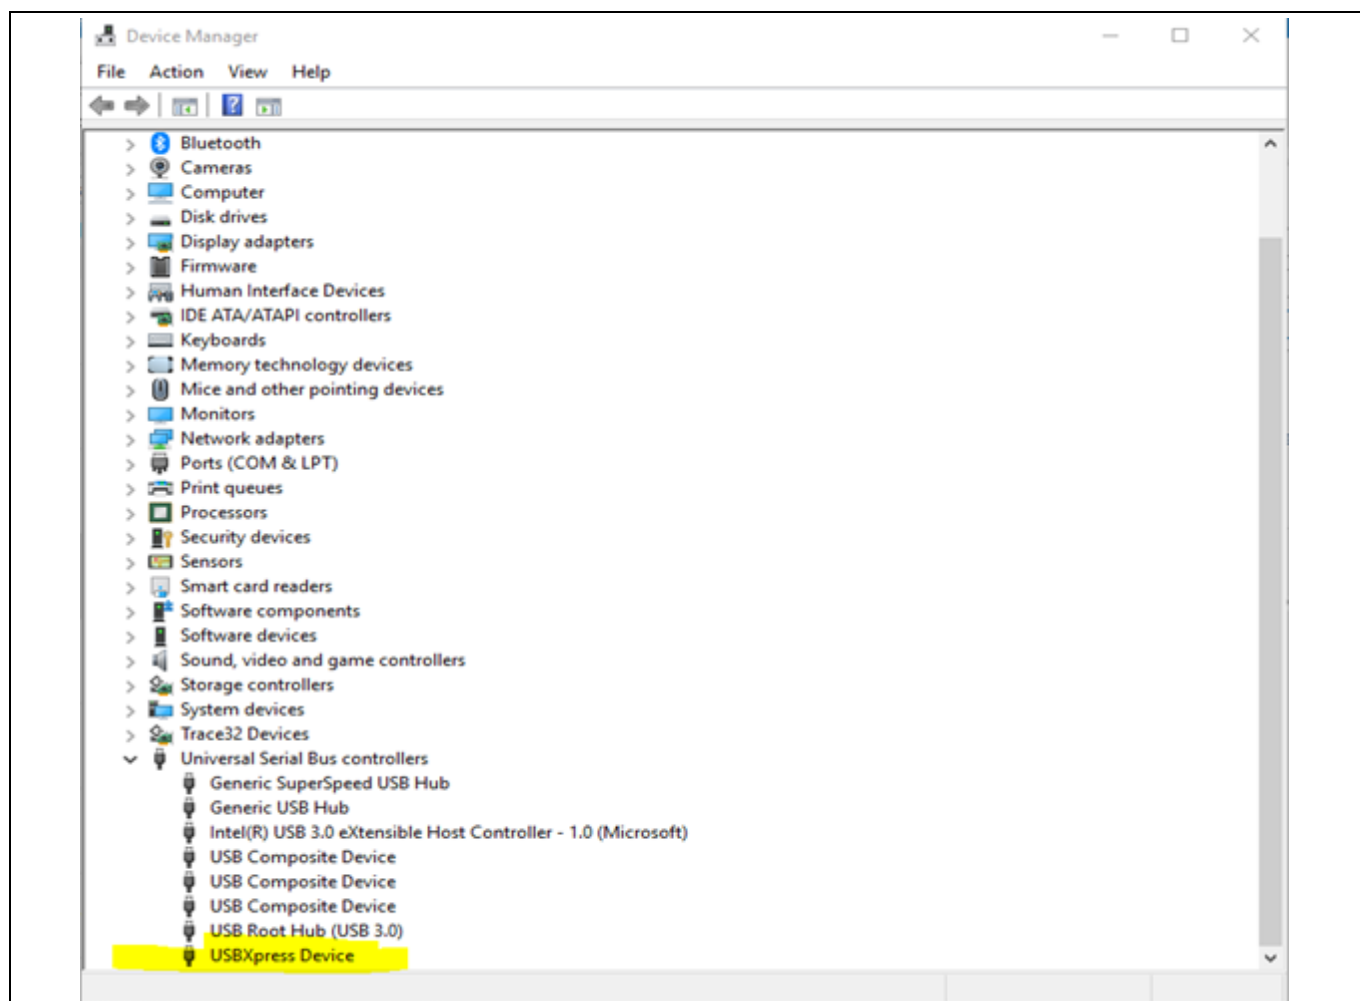 Device Manager
File Action View Help
Bluetooth
Cameras
Computer
Disk drives
Display adapters
Firmware
Human Interface Devices
IDE ATA/ATAPI controllers
Keyboards
Memory technology devices
Mice and other pointing devices
Monitors
Network adapters
Ports (COM & LPT)
Print queues
Processors
Security devices
Sensors
Smart card readers
Software components
Software devices
Sound, video and game controllers
Storage controllers
System devices
Trace32 Devices
Universal Serial Bus controllers
Generic SuperSpeed USB Hub
Generic USB Hub
Intel(R) USB 3.0 eXtensible Host Controller - 1.0 (Microsoft)
USB Composite Device
USB Composite Device
USB Composite Device
USB Root Hub (USB 3.0)
USBXpress Device